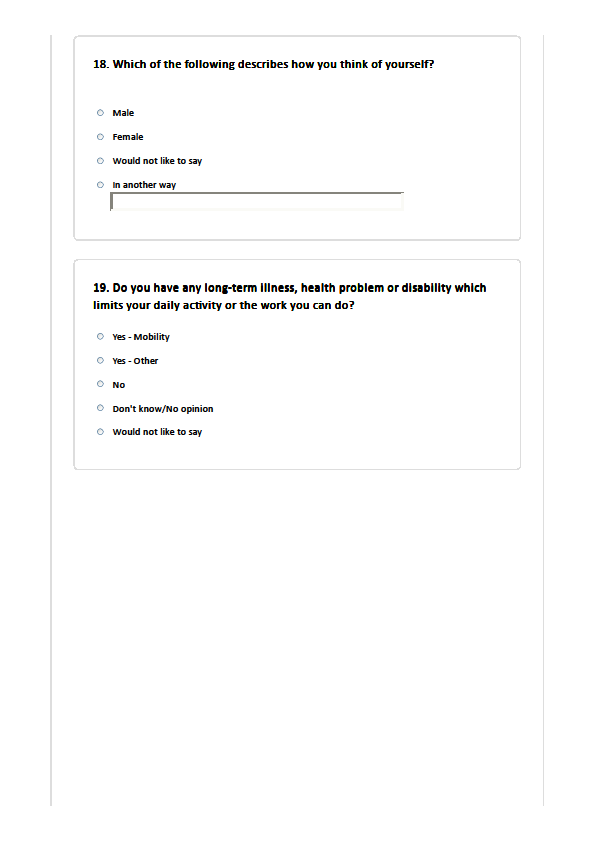 18. Which of the following describes how you think of yourself?
Male
Female
Would not like to say
In another way
19. Do you have any long-term illness, health problem or disability which
limits your daily activity or the work you can do?
Yes - Mobility
Yes - Other
No
Don't know/No opinion
Would not like to say